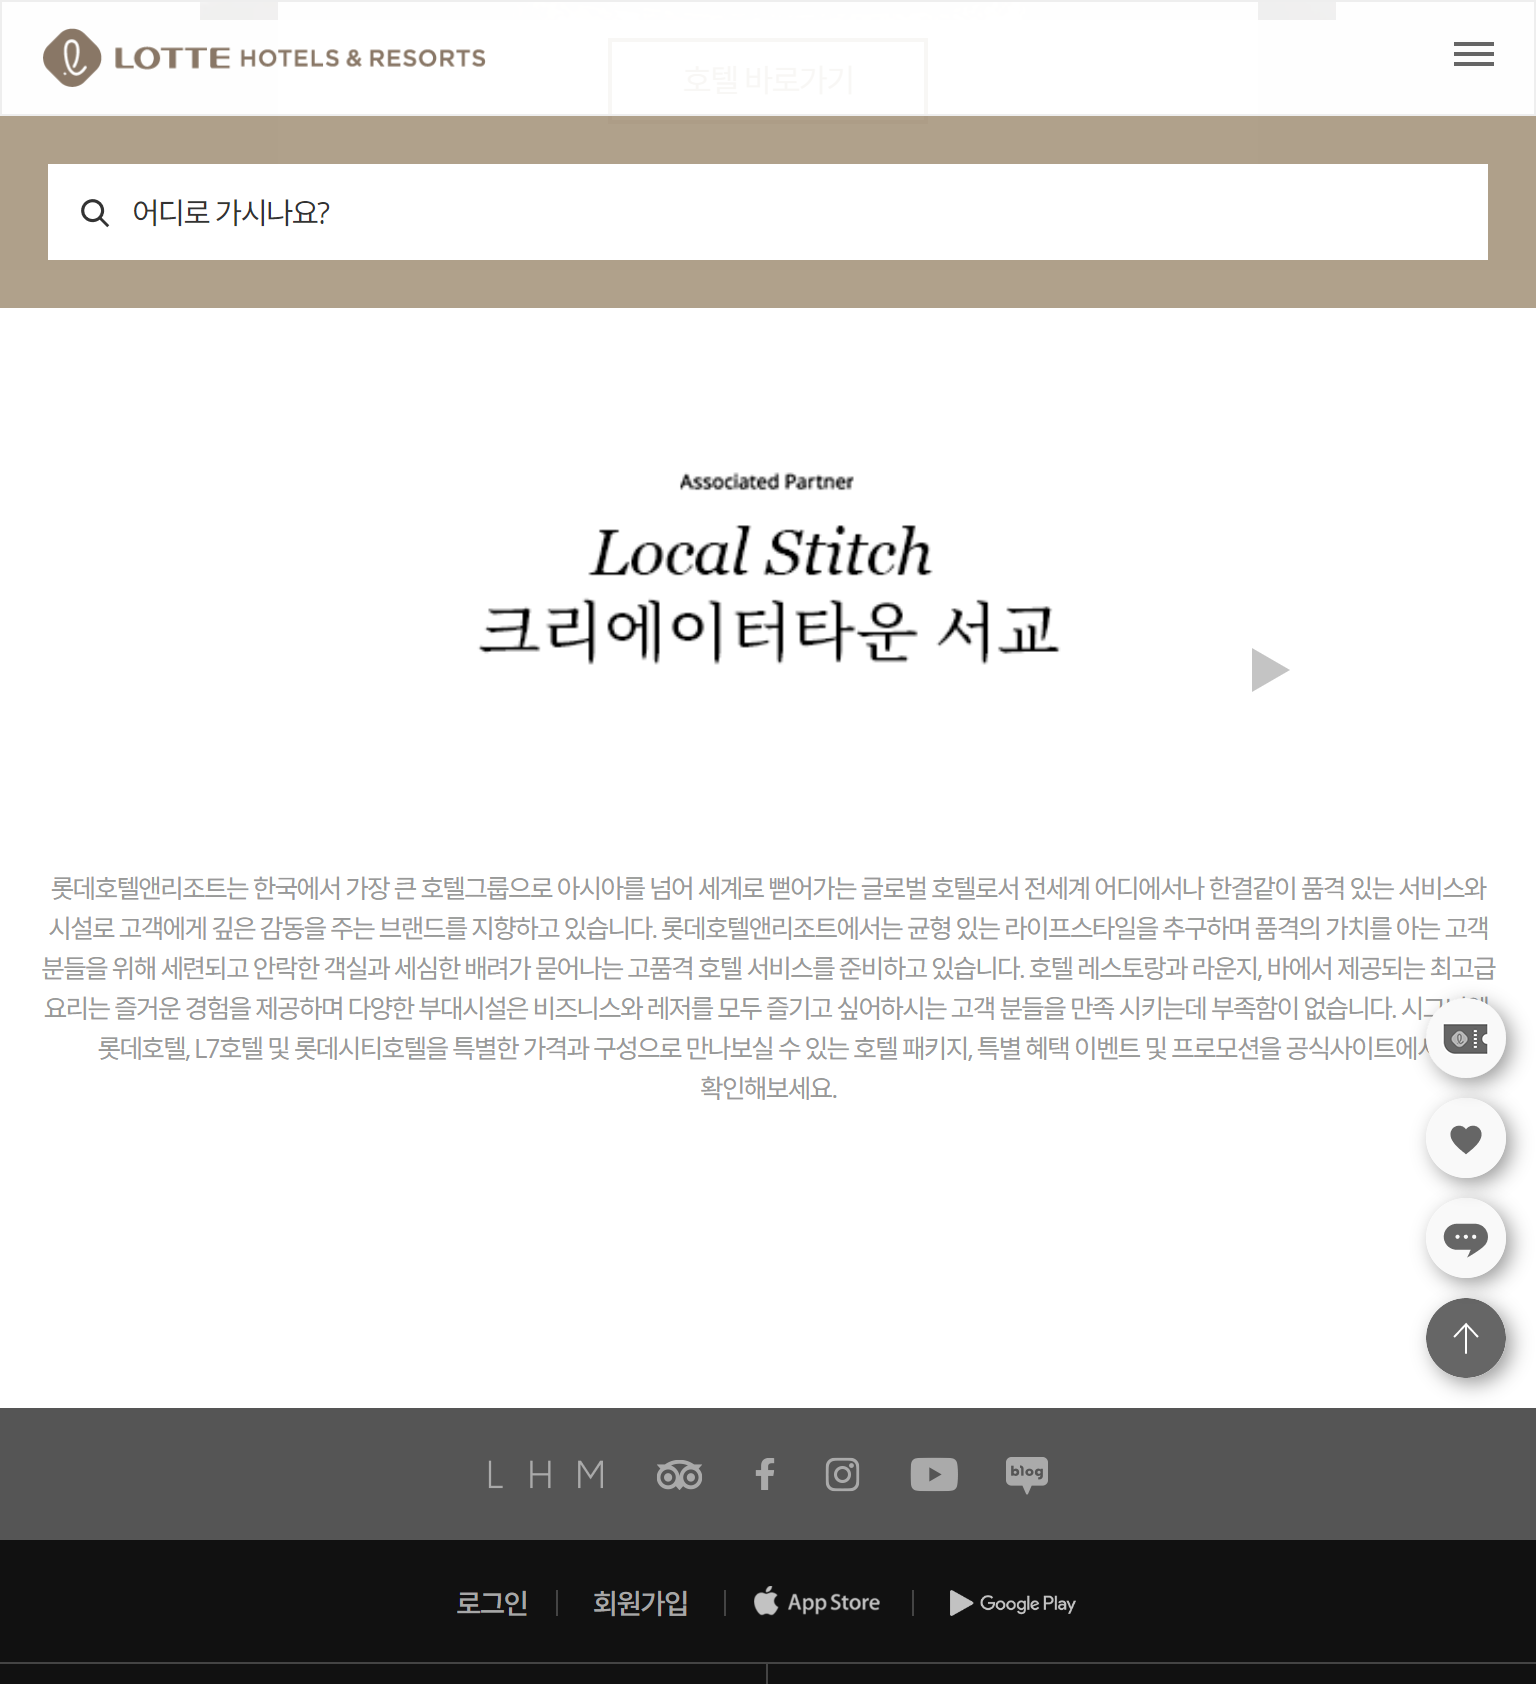 LOTTE HOTELS & RESORTS
호텔 바로가기
어디로 가시나요?
Associated Partner
Local Stitch
크리에이터타운 서교
롯데호텔앤리조트는 한국에서 가장 큰 호텔그룹으로 아시아를 넘어 세계로 뻗어가는 글로벌 호텔로서 전세계 어디에서나 한결같이 품격 있는 서비스와
시설로 고객에게 깊은 감동을 주는 브랜드를 지향하고 있습니다. 롯데호텔앤리조트에서는 균형 있는 라이프스타일을 추구하며 품격의 가치를 아는 고객
분들을 위해 세련되고 안락한 객실과 세심한 배려가 묻어나는 고품격 호텔 서비스를 준비하고 있습니다. 호텔 레스토랑과 라운지, 바에서 제공되는 최고급
요리는 즐거운 경험을 제공하며 다양한 부대시설은 비즈니스와 레저를 모두 즐기고 싶어하시는 고객 분들을 만족 시키는데 부족함이 없습니다.
롯데호텔, L7호텔 및 롯데시티호텔을 특별한 가격과 구성으로 만나보실 수 있는 호텔 패키지, 특별 혜택 이벤트 및 프로모션을 공식사이트에서
확인해보세요.
L H M
blog
로그인
회원가입
App Store
Google Play